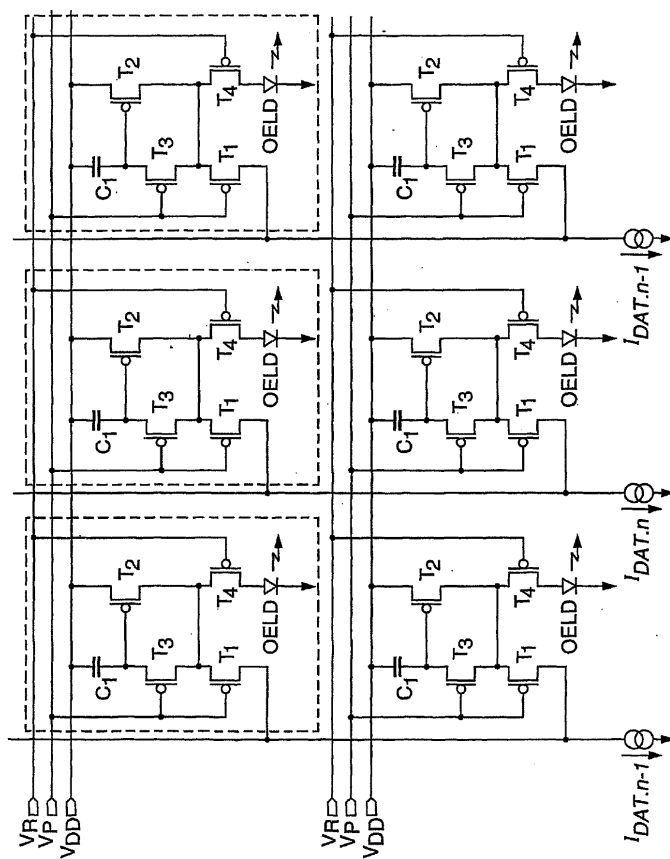 VR
VP
VDD
C1
T2
T3
T1
T4
OELD
C1
T2
T3
T1
T4
OELD
C1
T2
T3
T1
T4
OELD
VR
VP
VDD
C1
T2
T3
T1
T4
OELD
C1
T2
T3
T1
T4
OELD
C1
T2
T3
T1
T4
OELD
IDAT.n-1
IDAT.n
IDAT.n-1